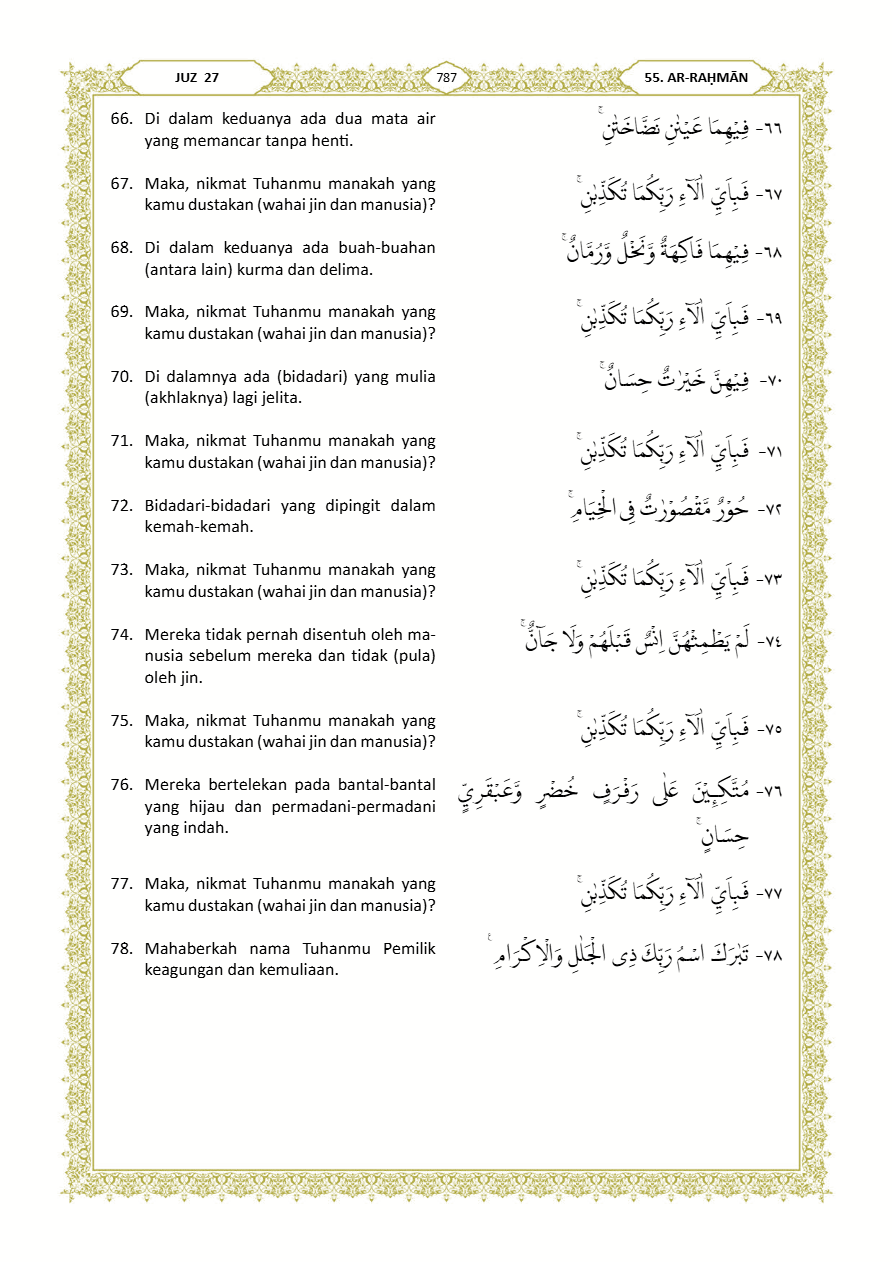 JUZ 27
787
55. AR-RAḤMĀN
66. Di dalam keduanya ada dua mata air
yang memancar tanpa henti.
٦٦- فِيْهِمَا عَيْنٰنِ نَضَّاخَتٰنِۚ
67. Maka, nikmat Tuhanmu manakah yang
kamu dustakan (wahai jin dan manusia)?
٦٧- فَبِاَيِّ اٰلَاۤءِ رَبِّكُمَا تُكَذِّبٰنِۚ
68. Di dalam keduanya ada buah-buahan
(antara lain) kurma dan delima.
٦٨- فِيْهِمَا فَاكِهَةٌ وَّنَخْلٌ وَّرُمَّانٌۚ
69. Maka, nikmat Tuhanmu manakah yang
kamu dustakan (wahai jin dan manusia)?
٦٩- فَبِاَيِّ اٰلَاۤءِ رَبِّكُمَا تُكَذِّبٰنِۚ
70. Di dalamnya ada (bidadari) yang mulia
(akhlaknya) lagi jelita.
٧٠- فِيْهِنَّ خَيْرٰتٌ حِسَانٌۚ
71. Maka, nikmat Tuhanmu manakah yang
kamu dustakan (wahai jin dan manusia)?
٧١- فَبِاَيِّ اٰلَاۤءِ رَبِّكُمَا تُكَذِّبٰنِۚ
72. Bidadari-bidadari yang dipingit dalam
kemah-kemah.
٧٢- حُوْرٌ مَّقْصُوْرٰتٌ فِى الْخِيَامِۚ
73. Maka, nikmat Tuhanmu manakah yang
kamu dustakan (wahai jin dan manusia)?
٧٣- فَبِاَيِّ اٰلَاۤءِ رَبِّكُمَا تُكَذِّبٰنِۚ
74. Mereka tidak pernah disentuh oleh ma-
nusia sebelum mereka dan tidak (pula)
oleh jin.
٧٤- لَمْ يَطْمِثْهُنَّ اِنْسٌ قَبْلَهُمْ وَلَا جَاۤنٌّۚ
75. Maka, nikmat Tuhanmu manakah yang
kamu dustakan (wahai jin dan manusia)?
٧٥- فَبِاَيِّ اٰلَاۤءِ رَبِّكُمَا تُكَذِّبٰنِۚ
76. Mereka bertelekan pada bantal-bantal
yang hijau dan permadani-permadani
yang indah.
٧٦- مُتَّكِـِٕيْنَ عَلٰى رَفْرَفٍ خُضْرٍ وَّعَبْقَرِيٍّ
حِسَانٍۚ
77. Maka, nikmat Tuhanmu manakah yang
kamu dustakan (wahai jin dan manusia)?
٧٧- فَبِاَيِّ اٰلَاۤءِ رَبِّكُمَا تُكَذِّبٰنِۚ
78. Mahaberkah nama Tuhanmu Pemilik
keagungan dan kemuliaan.
٧٨- تَبٰرَكَ اسْمُ رَبِّكَ ذِى الْجَلٰلِ وَالْاِكْرَامِ ࣖ